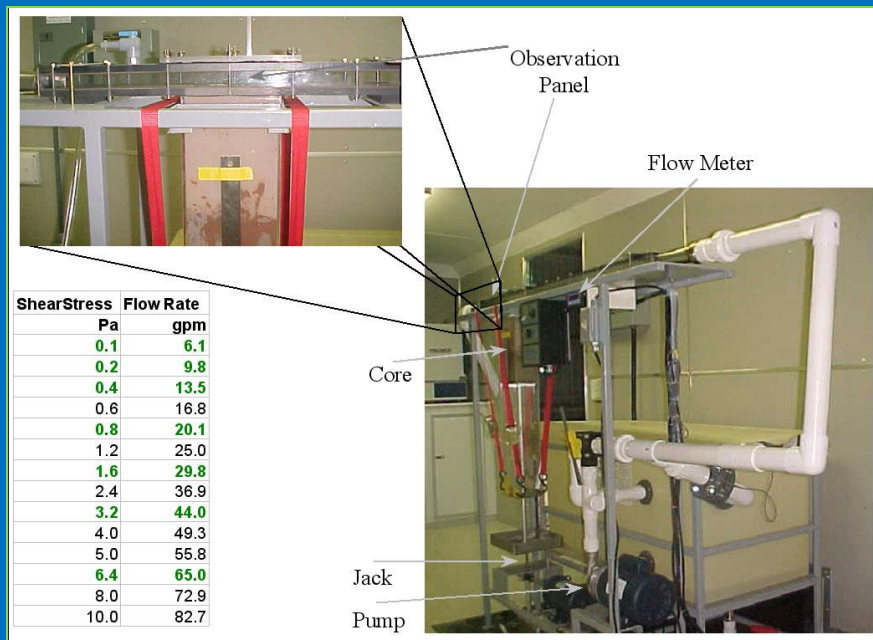 Observation
Panel
Flow Meter
ShearStress Flow Rate
Pa gpm
0.1 6.1
0.2 9.8
0.4 13.5
0.6 16.8
0.8 20.1
1.2 25.0
1.6 29.8
2.4 36.9
3.2 44.0
4.0 49.3
5.0 55.8
6.4 65.0
8.0 72.9
10.0 82.7
Core
Jack
Pump